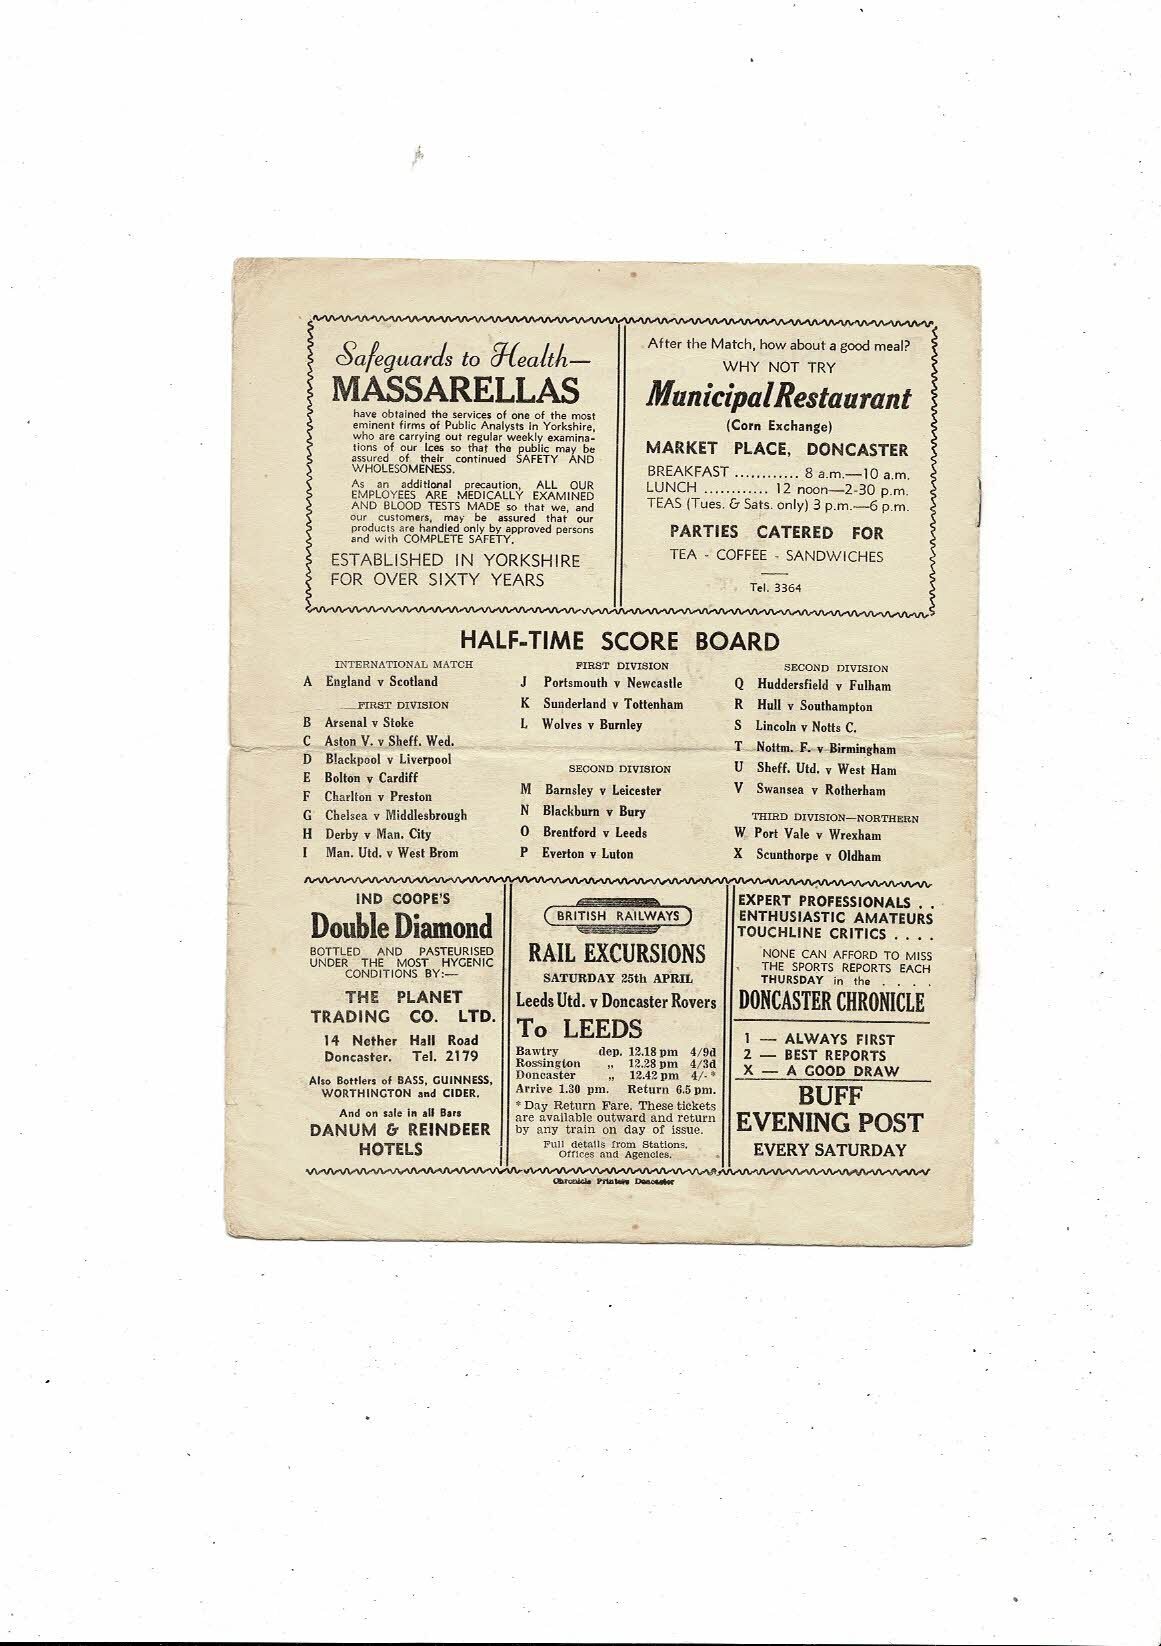 Safeguards to Health—
MASSARELLAS
have obtained the services of one of the most
eminent firms of Public Analysts in Yorkshire,
who are carrying out regular weekly examina-
tions of our Ices so that the public may be
assured of their continued SAFETY AND
WHOLESOMENESS.
As an additional precaution, ALL OUR
EMPLOYEES ARE MEDICALLY EXAMINED
AND BLOOD TESTS MADE so that we, and
our customers, may be assured that our
products are handled only by approved persons
and with COMPLETE SAFETY.
ESTABLISHED IN YORKSHIRE
FOR OVER SIXTY YEARS
After the Match, how about a good meal?
WHY NOT TRY
Municipal Restaurant
(Corn Exchange)
MARKET PLACE, DONCASTER
BREAKFAST ............ 8 a.m.—10 a.m.
LUNCH ............ 12 noon—2-30 p.m.
TEAS (Tues. & Sats. only) 3 p.m.—6 p.m.
PARTIES CATERED FOR
TEA - COFFEE - SANDWICHES
Tel. 3364
HALF-TIME SCORE BOARD
INTERNATIONAL MATCH
A England v Scotland
FIRST DIVISION
B Arsenal v Stoke
C Aston V. v Sheff. Wed.
D Blackpool v Liverpool
E Bolton v Cardiff
F Charlton v Preston
G Chelsea v Middlesbrough
H Derby v Man. City
I Man. Utd. v West Brom
FIRST DIVISION
J Portsmouth v Newcastle
K Sunderland v Tottenham
L Wolves v Burnley
SECOND DIVISION
M Barnsley v Leicester
N Blackburn v Bury
O Brentford v Leeds
P Everton v Luton
SECOND DIVISION
Q Huddersfield v Fulham
R Hull v Southampton
S Lincoln v Notts C.
T Nottm. F. v Birmingham
U Sheff. Utd. v West Ham
V Swansea v Rotherham
THIRD DIVISION—NORTHERN
W Port Vale v Wrexham
X Scunthorpe v Oldham
IND COOPE'S
Double Diamond
BOTTLED AND PASTEURISED
UNDER THE MOST HYGENIC
CONDITIONS BY:—
THE PLANET
TRADING CO. LTD.
14 Nether Hall Road
Doncaster. Tel. 2179
Also Bottlers of BASS, GUINNESS,
WORTHINGTON and CIDER.
And on sale in all Bars
DANUM & REINDEER
HOTELS
BRITISH RAILWAYS
RAIL EXCURSIONS
SATURDAY 25th APRIL
Leeds Utd. v Doncaster Rovers
To LEEDS
Bawtry dep. 12.18 pm 4/9d
Rossington „ 12.28 pm 4/3d
Doncaster „ 12.42 pm 4/- *
Arrive 1.30 pm. Return 6.5 pm.
* Day Return Fare. These tickets
are available outward and return
by any train on day of issue.
Full details from Stations.
Offices and Agencies.
EXPERT PROFESSIONALS . .
ENTHUSIASTIC AMATEURS
TOUCHLINE CRITICS . . . .
NONE CAN AFFORD TO MISS
THE SPORTS REPORTS EACH
THURSDAY in the . . . .
DONCASTER CHRONICLE
1 — ALWAYS FIRST
2 — BEST REPORTS
X — A GOOD DRAW
BUFF
EVENING POST
EVERY SATURDAY
Chronicle Printers Doncaster